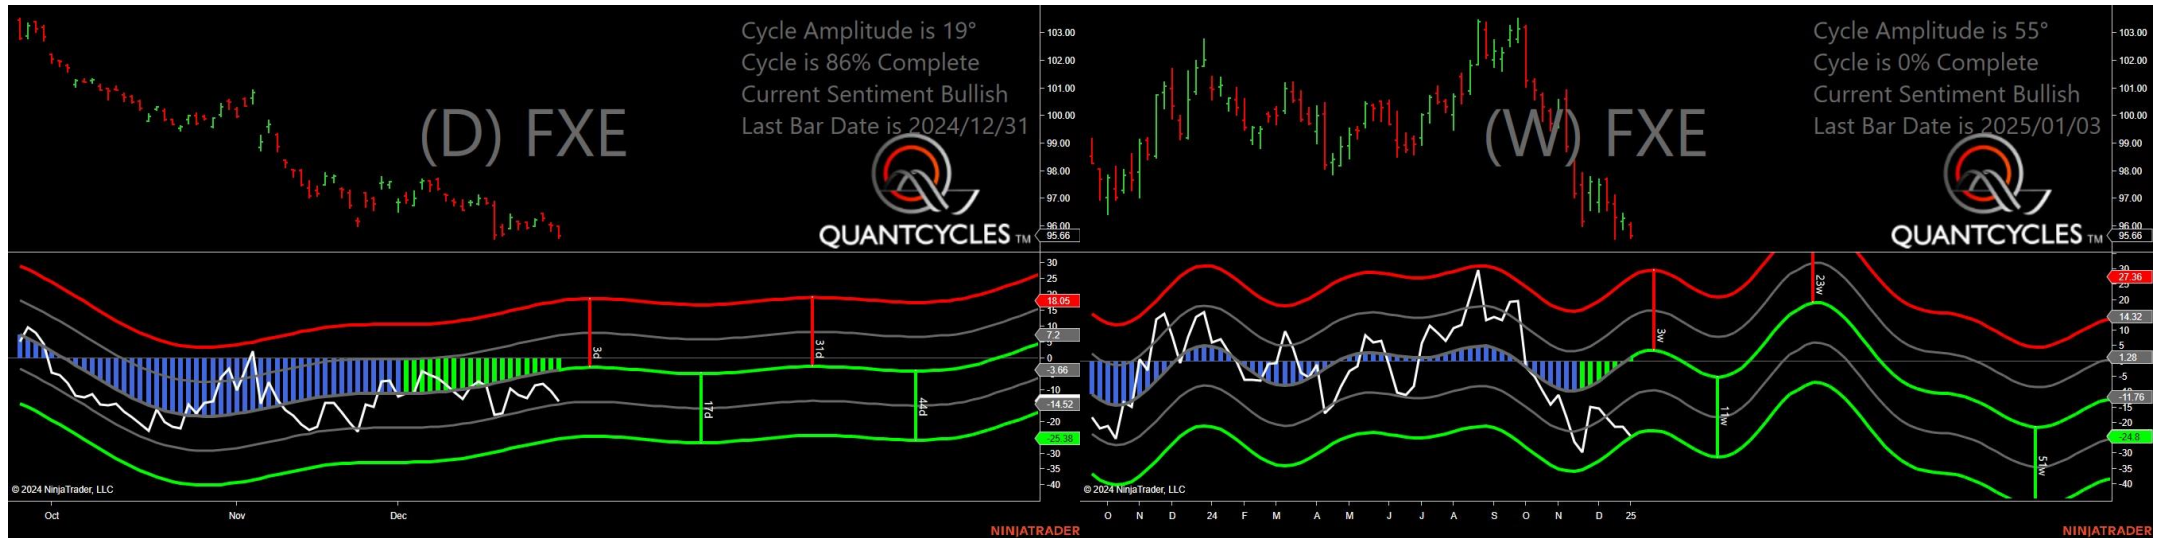 Cycle Amplitude is 19°
Cycle is 86% Complete
Current Sentiment Bullish
Last Bar Date is 2024/12/31
(D) FXE
QUANTCYCLES TM
103.00
102.00
101.00
100.00
99.00
98.00
97.00
96.00
95.66
30
25
18.05
15
10
7.2
5
0
-3.66
-10
-14.52
-20
-25.38
-30
-35
-40
3d
17d
31d
44d
© 2024 NinjaTrader, LLC
Oct
Nov
Dec
NINJATRADER
Cycle Amplitude is 55°
Cycle is 0% Complete
Current Sentiment Bullish
Last Bar Date is 2025/01/03
(W) FXE
QUANTCYCLES TM
103.00
102.00
101.00
100.00
99.00
98.00
97.00
96.00
95.66
30
27.36
20
14.32
10
5
1.28
-5
-11.76
-15
-20
-24.8
-30
-35
-40
3w
11w
23w
51w
© 2024 NinjaTrader, LLC
O N D 24 F M A M J J A S O N D 25
NINJATRADER